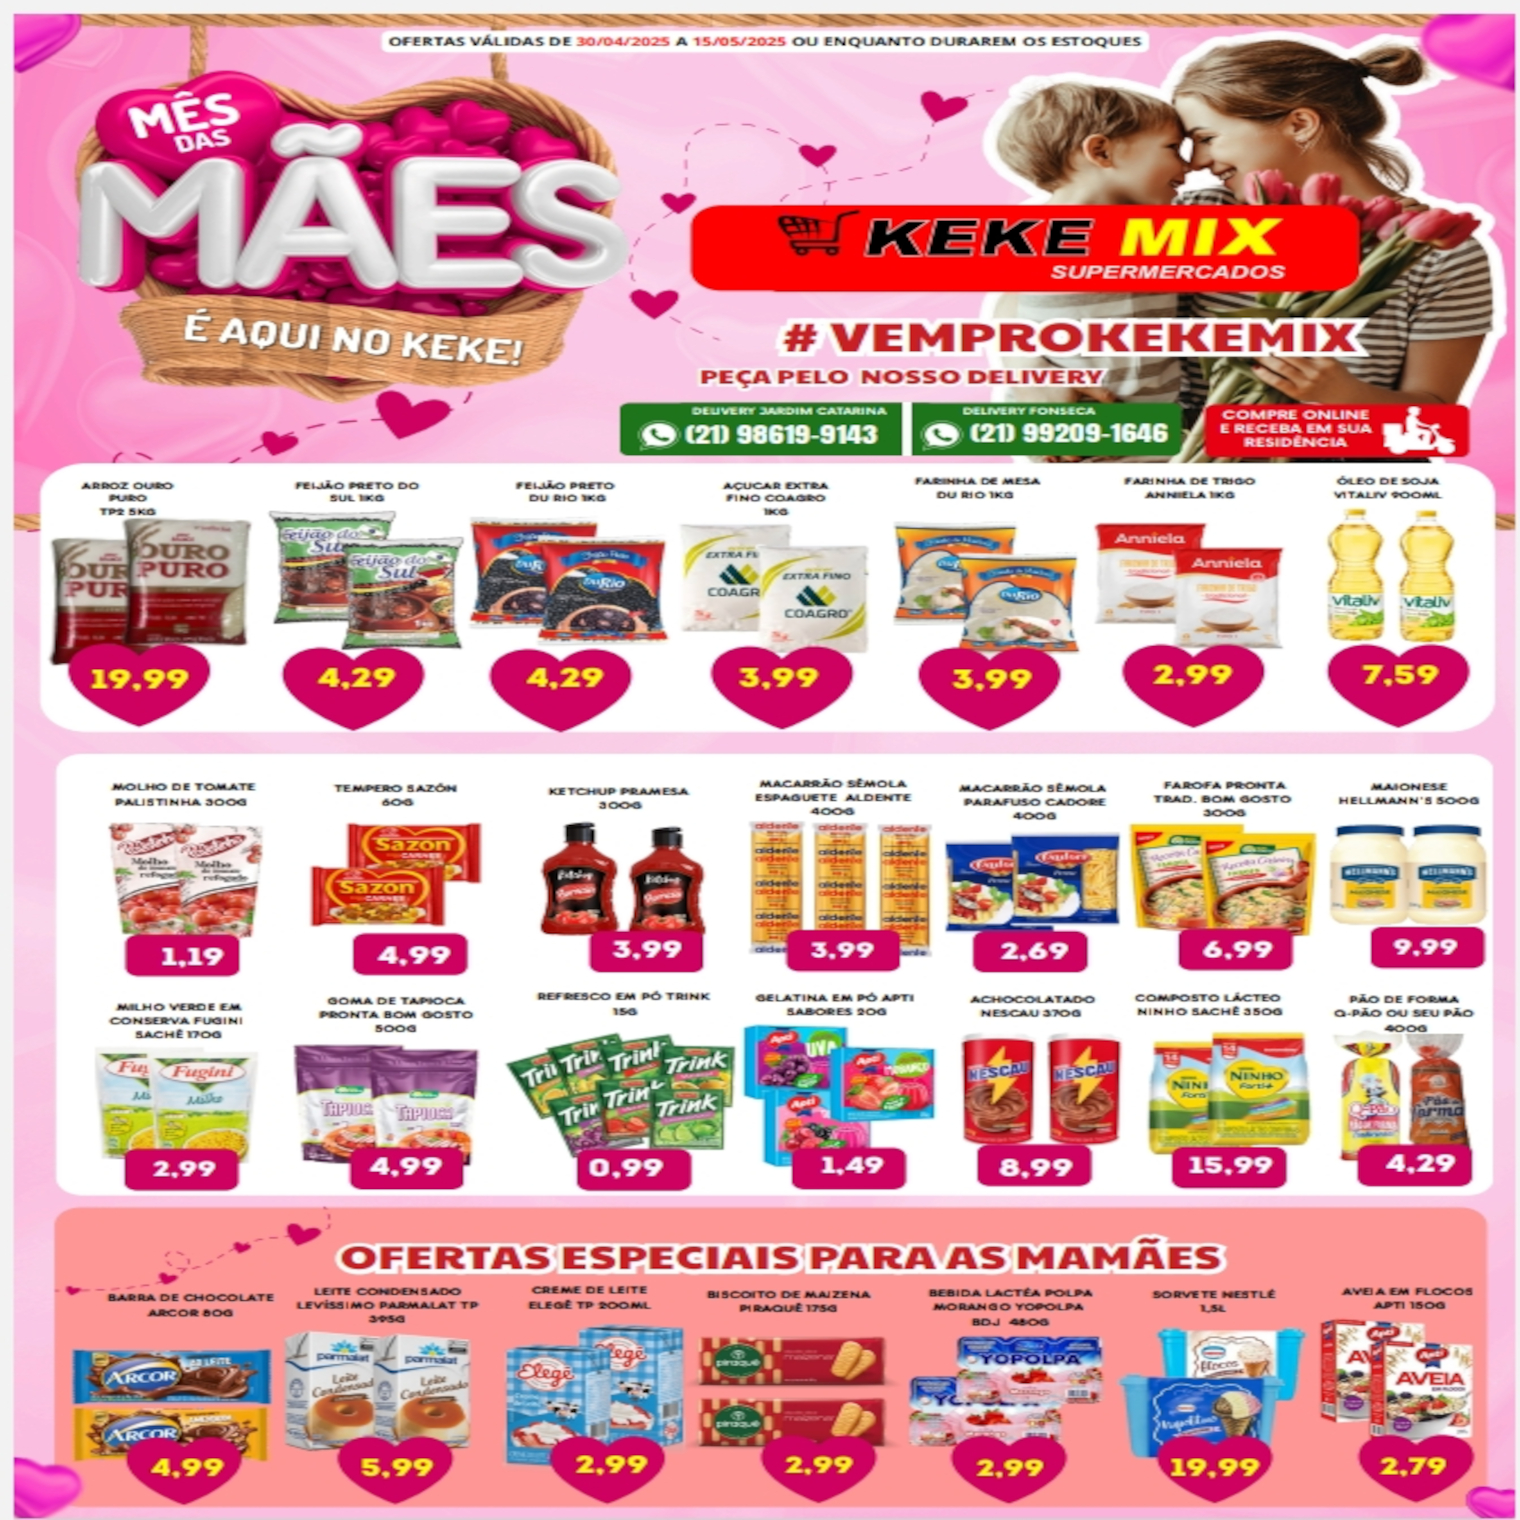 OFERTAS VÁLIDAS DE 30/04/2025 A 15/05/2025 OU ENQUANTO DURAREM OS ESTOQUES
MÊS
DAS
MÃES
É AQUI NO KEKE!
KEKE MIX
SUPERMERCADOS
# VEMPROKEKEMIX
PEÇA PELO NOSSO DELIVERY
DELIVERY JARDIM CATARINA
(21) 98619-9143
DELIVERY FONSECA
(21) 99209-1646
COMPRE ONLINE
E RECEBA EM SUA
RESIDÊNCIA
ARROZ OURO
PURO
TP2 5KG
19,99
FEIJÃO PRETO DO
SUL 1KG
4,29
FEIJÃO PRETO
DU RIO 1KG
4,29
AÇUCAR EXTRA
FINO COAGRO
1KG
3,99
FARINHA DE MESA
DU RIO 1KG
3,99
FARINHA DE TRIGO
ANNIELA 1KG
2,99
ÓLEO DE SOJA
VITALIV 900ML
7,59
MOLHO DE TOMATE
PALISTINHA 300G
1,19
TEMPERO SAZÓN
60G
4,99
KETCHUP PRAMESA
300G
3,99
MACARRÃO SÊMOLA
ESPAGUETE ALDENTE
400G
3,99
MACARRÃO SÊMOLA
PARAFUSO CADORE
400G
2,69
FAROFA PRONTA
TRAD. BOM GOSTO
300G
6,99
MAIONESE
HELLMANN'S 500G
9,99
MILHO VERDE EM
CONSERVA FUGINI
SACHÊ 170G
2,99
GOMA DE TAPIOCA
PRONTA BOM GOSTO
500G
4,99
REFRESCO EM PÓ TRINK
15G
0,99
GELATINA EM PÓ APTI
SABORES 20G
1,49
ACHOCOLATADO
NESCAU 370G
8,99
COMPOSTO LÁCTEO
NINHO SACHÊ 350G
15,99
PÃO DE FORMA
Q-PÃO OU SEU PÃO
400G
4,29
OFERTAS ESPECIAIS PARA AS MAMÃES
BARRA DE CHOCOLATE
ARCOR 80G
4,99
LEITE CONDENSADO
LEVÍSSIMO PARMALAT TP
395G
5,99
CREME DE LEITE
ELEGÊ TP 200ML
2,99
BISCOITO DE MAIZENA
PIRAQUÊ 175G
2,99
BEBIDA LACTÉA POLPA
MORANGO YOPOLPA
BDJ 480G
2,99
SORVETE NESTLÉ
1,5L
19,99
AVEIA EM FLOCOS
APTI 150G
2,79